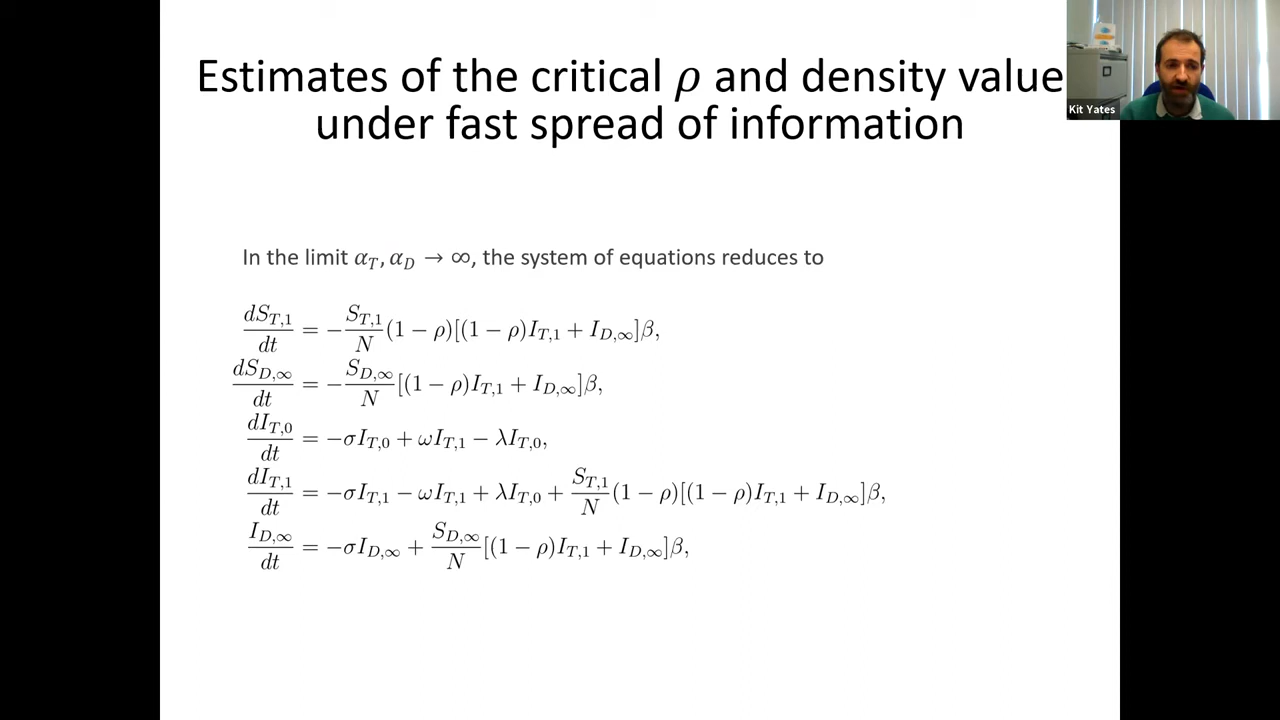 Estimates of the critical ρ and density value
under fast spread of information
Kit Yates
In the limit α_T, α_D → ∞, the system of equations reduces to
dS_{T,1}/dt = −S_{T,1}/N (1 − ρ)[(1 − ρ)I_{T,1} + I_{D,∞}]β,
dS_{D,∞}/dt = −S_{D,∞}/N [(1 − ρ)I_{T,1} + I_{D,∞}]β,
dI_{T,0}/dt = −σI_{T,0} + ωI_{T,1} − λI_{T,0},
dI_{T,1}/dt = −σI_{T,1} − ωI_{T,1} + λI_{T,0} + S_{T,1}/N (1 − ρ)[(1 − ρ)I_{T,1} + I_{D,∞}]β,
I_{D,∞}/dt = −σI_{D,∞} + S_{D,∞}/N [(1 − ρ)I_{T,1} + I_{D,∞}]β,